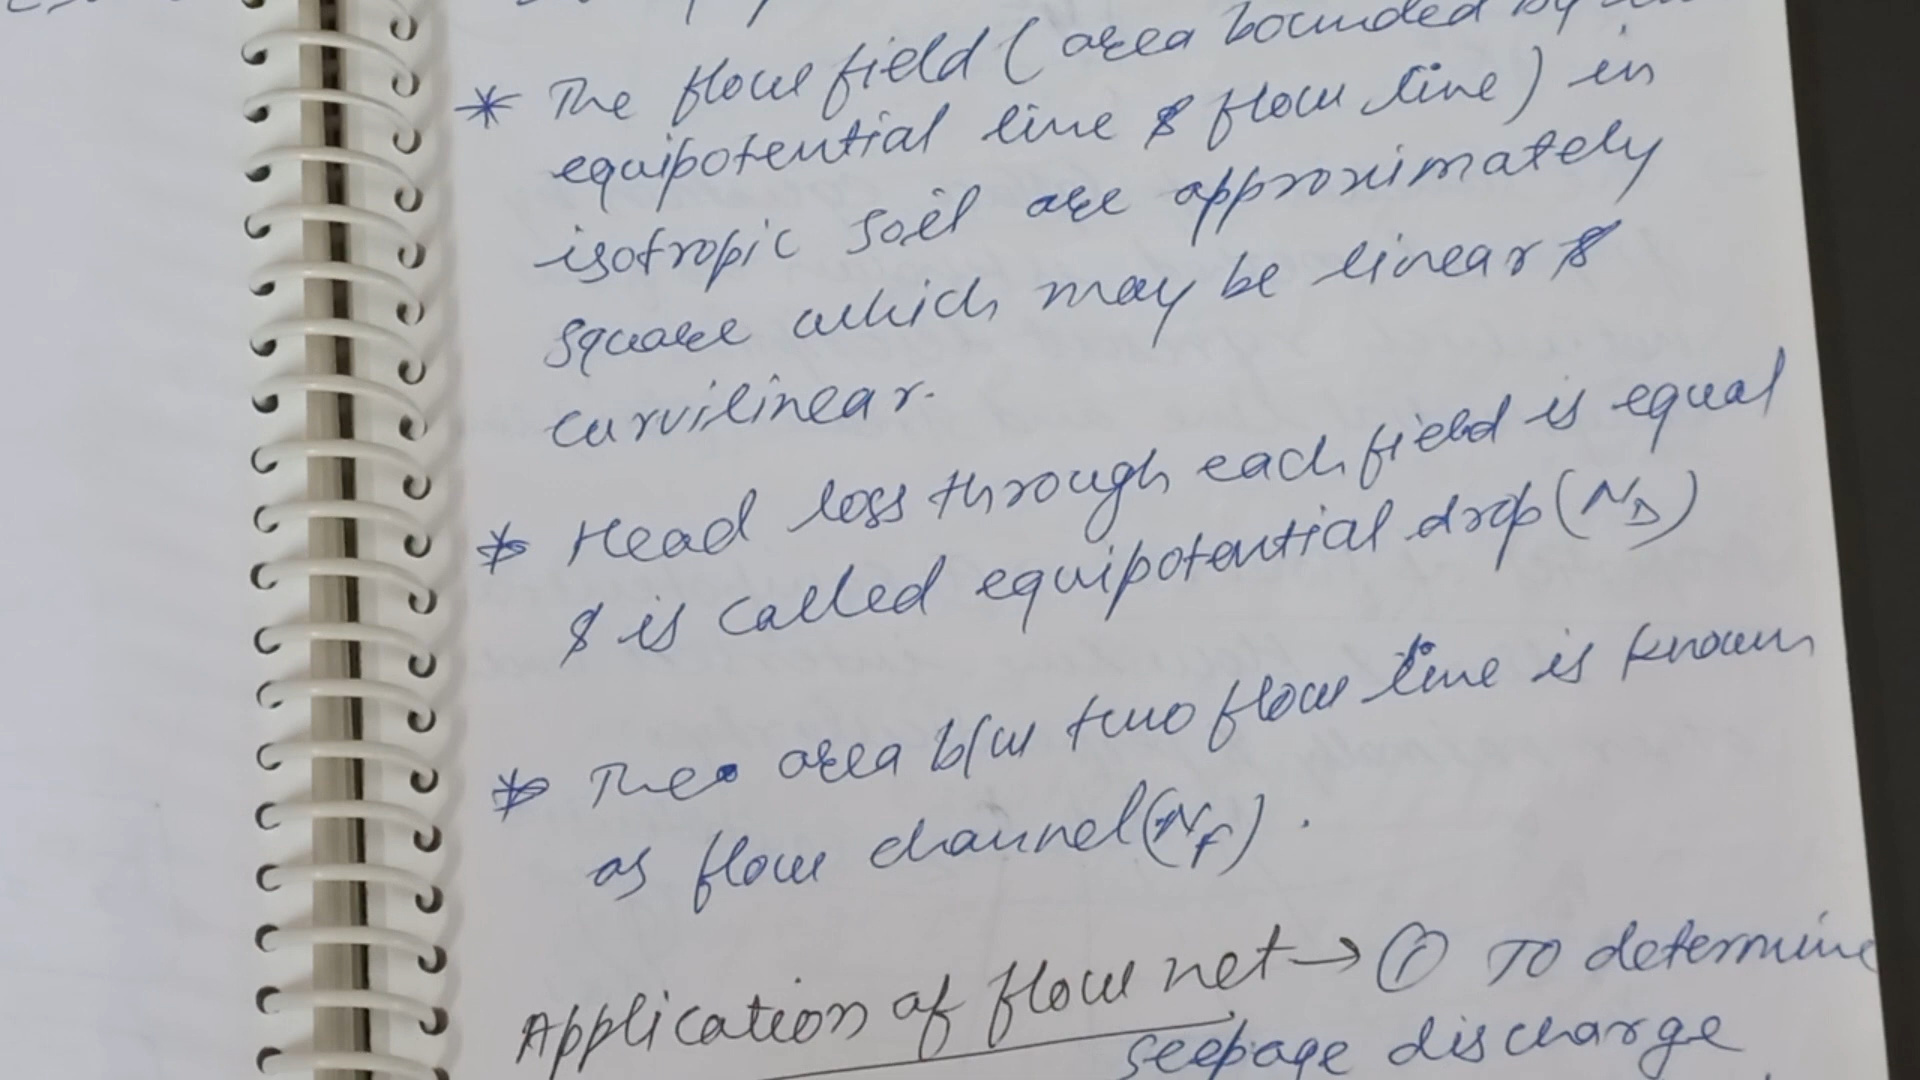 * The flow field (area bounded by
equipotential line & flow line) in
isotropic soil are approximately
square which may be linear &
curvilinear.
* Head loss through each field is equal
& is called equipotential drop (ND)
* The area b/w two flow line is known
as flow channel (Nf).
Application of flow net → ① To determine
seepage discharge